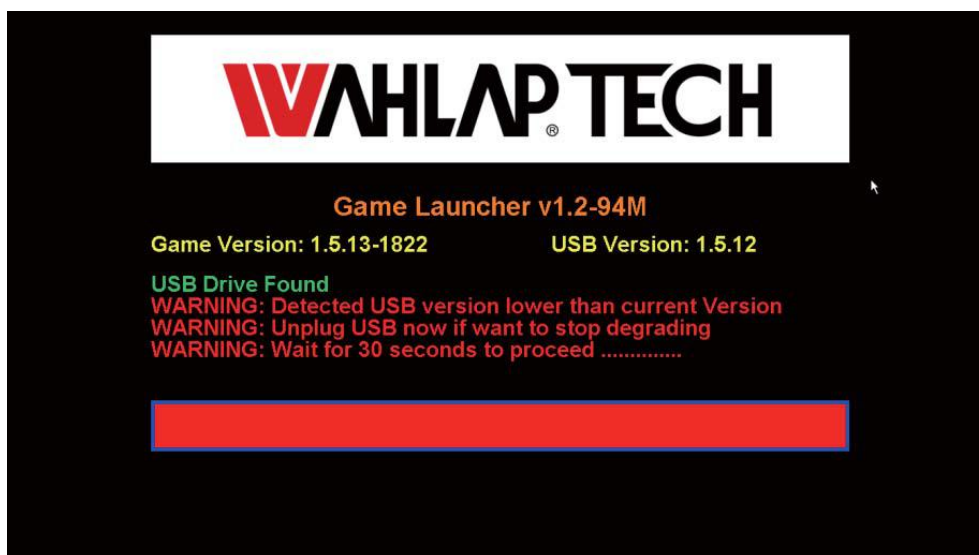 WAHLAP TECH®
Game Launcher v1.2-94M
Game Version: 1.5.13-1822 USB Version: 1.5.12
USB Drive Found
WARNING: Detected USB version lower than current Version
WARNING: Unplug USB now if want to stop degrading
WARNING: Wait for 30 seconds to proceed ..............